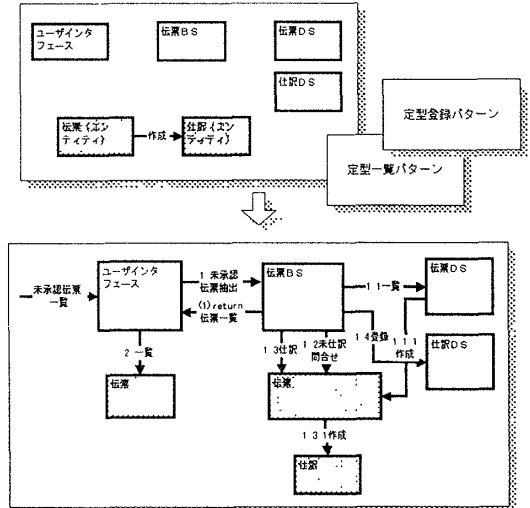 ユーザインタ
フェース
伝票BS
伝票DS
仕訳DS
伝票(エン
ティティ)
作成
仕訳(エン
ティティ)
定型登録パターン
定型一覧パターン
未承認伝票
一覧
ユーザインタ
フェース
1 未承認
伝票抽出
(1)return
伝票一覧
伝票BS
1 1一覧
伝票DS
2 一覧
1 3仕訳
1 2未仕訳
問合せ
1 4登録
1 1 1
作成
仕訳DS
伝票
伝票
1 3 1作成
仕訳